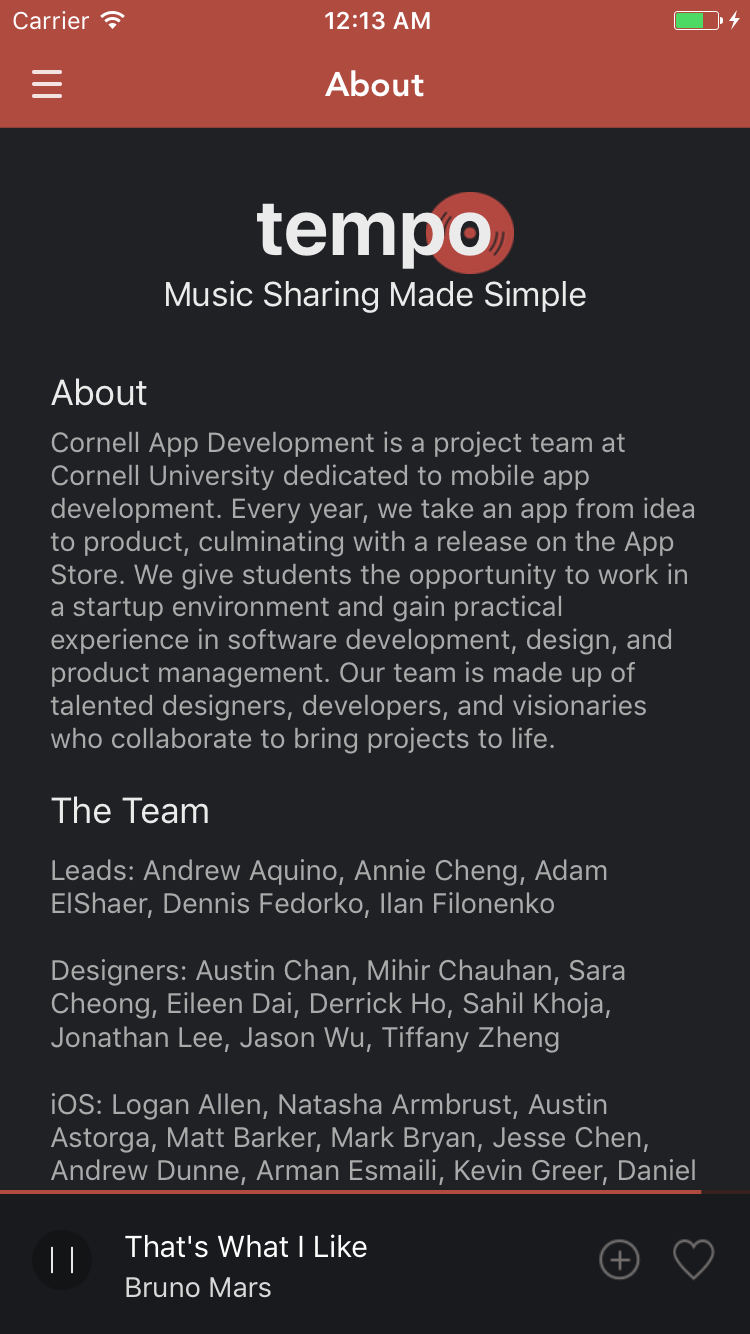 Carrier 12:13 AM
About
tempo
Music Sharing Made Simple
About
Cornell App Development is a project team at
Cornell University dedicated to mobile app
development. Every year, we take an app from idea
to product, culminating with a release on the App
Store. We give students the opportunity to work in
a startup environment and gain practical
experience in software development, design, and
product management. Our team is made up of
talented designers, developers, and visionaries
who collaborate to bring projects to life.
The Team
Leads: Andrew Aquino, Annie Cheng, Adam
ElShaer, Dennis Fedorko, Ilan Filonenko
Designers: Austin Chan, Mihir Chauhan, Sara
Cheong, Eileen Dai, Derrick Ho, Sahil Khoja,
Jonathan Lee, Jason Wu, Tiffany Zheng
iOS: Logan Allen, Natasha Armbrust, Austin
Astorga, Matt Barker, Mark Bryan, Jesse Chen,
Andrew Dunne, Arman Esmaili, Kevin Greer, Daniel
That's What I Like
Bruno Mars